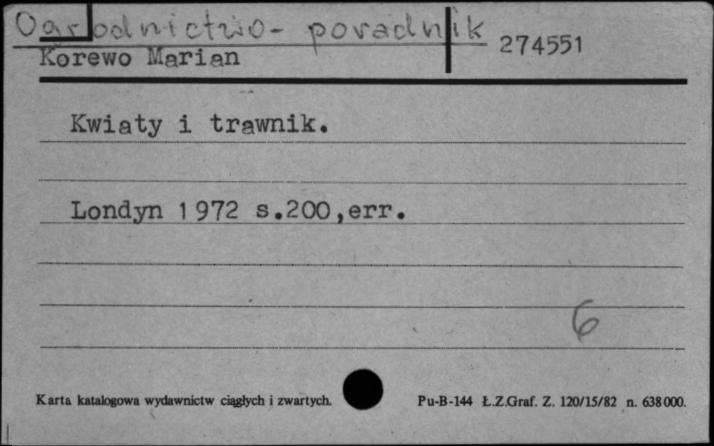 Ogrodnictwo - poradnik
274551
Korewo Marian
Kwiaty i trawnik.
Londyn 1972 s.200,err.
6
Karta katalogowa wydawnictw ciągłych i zwartych. Pu-B-144 Ł.Z.Graf. Z. 120/15/82 n. 638000.